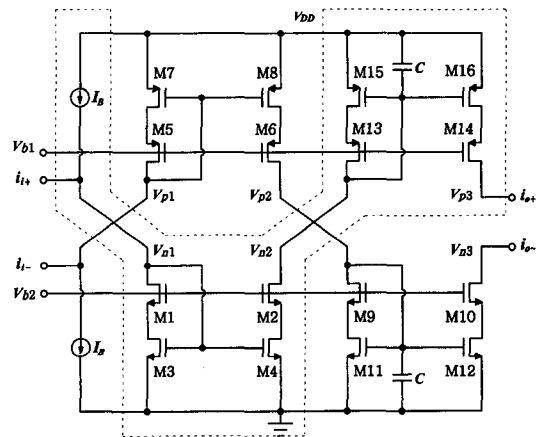 V_DD
M7 M8 M15 C M16
I_B
M5 M6 M13 M14
V_b1
i_i+
V_p1 V_p2 V_p3 i_o+
V_n1 V_n2 V_n3 i_o~
i_i-
V_b2
M1 M2 M9 M10
I_B
M3 M4 M11 C M12